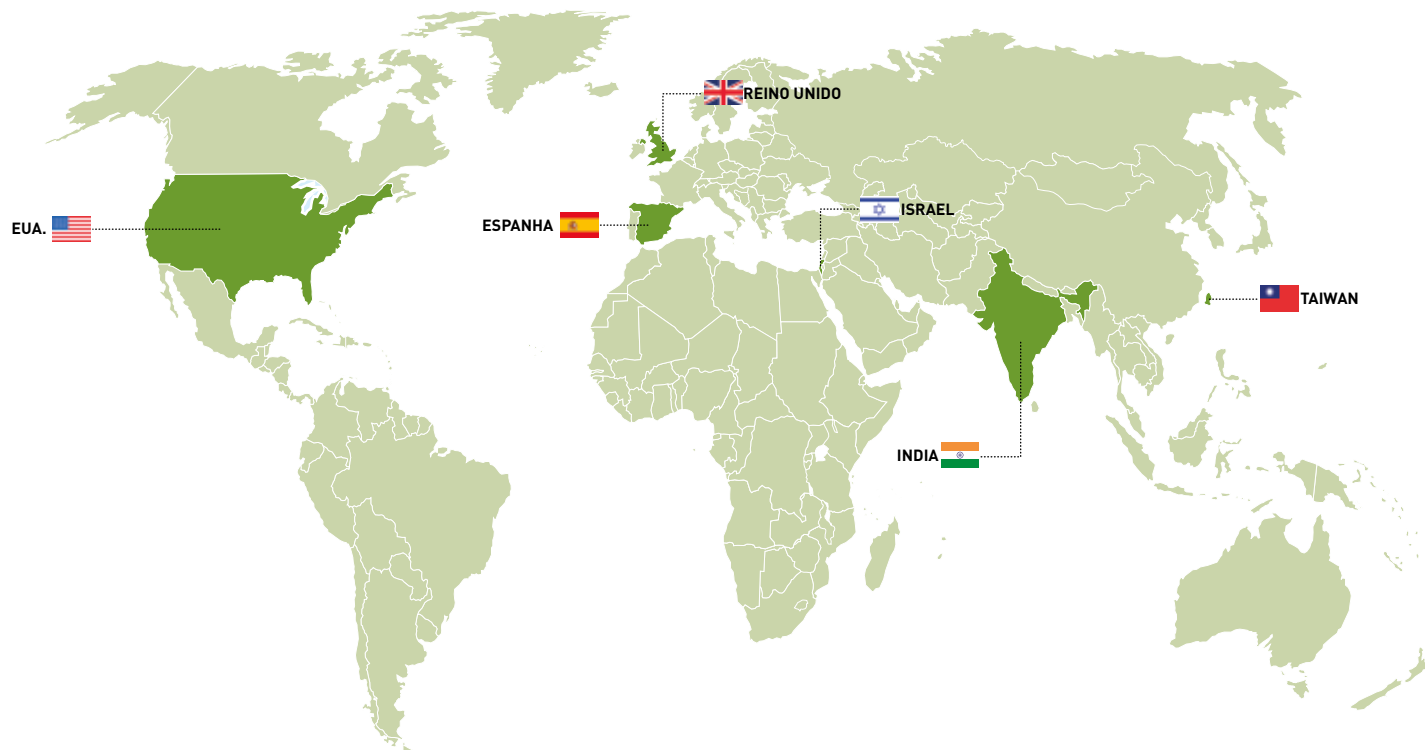 REINO UNIDO
ISRAEL
EUA.
ESPANHA
TAIWAN
INDIA